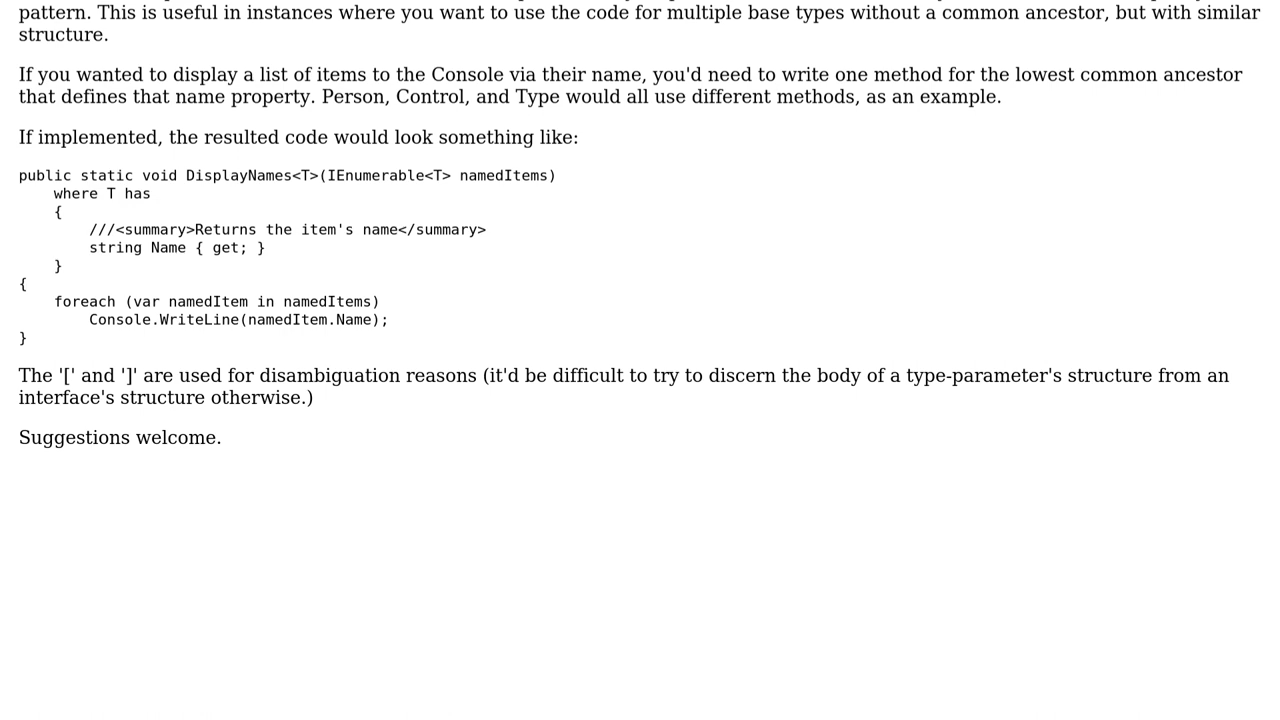 pattern. This is useful in instances where you want to use the code for multiple base types without a common ancestor, but with similar
structure.
If you wanted to display a list of items to the Console via their name, you'd need to write one method for the lowest common ancestor
that defines that name property. Person, Control, and Type would all use different methods, as an example.
If implemented, the resulted code would look something like:
public static void DisplayNames<T>(IEnumerable<T> namedItems)
    where T has
    {
        ///<summary>Returns the item's name</summary>
        string Name { get; }
    }
{
    foreach (var namedItem in namedItems)
        Console.WriteLine(namedItem.Name);
}
The '[' and ']' are used for disambiguation reasons (it'd be difficult to try to discern the body of a type-parameter's structure from an
interface's structure otherwise.)
Suggestions welcome.